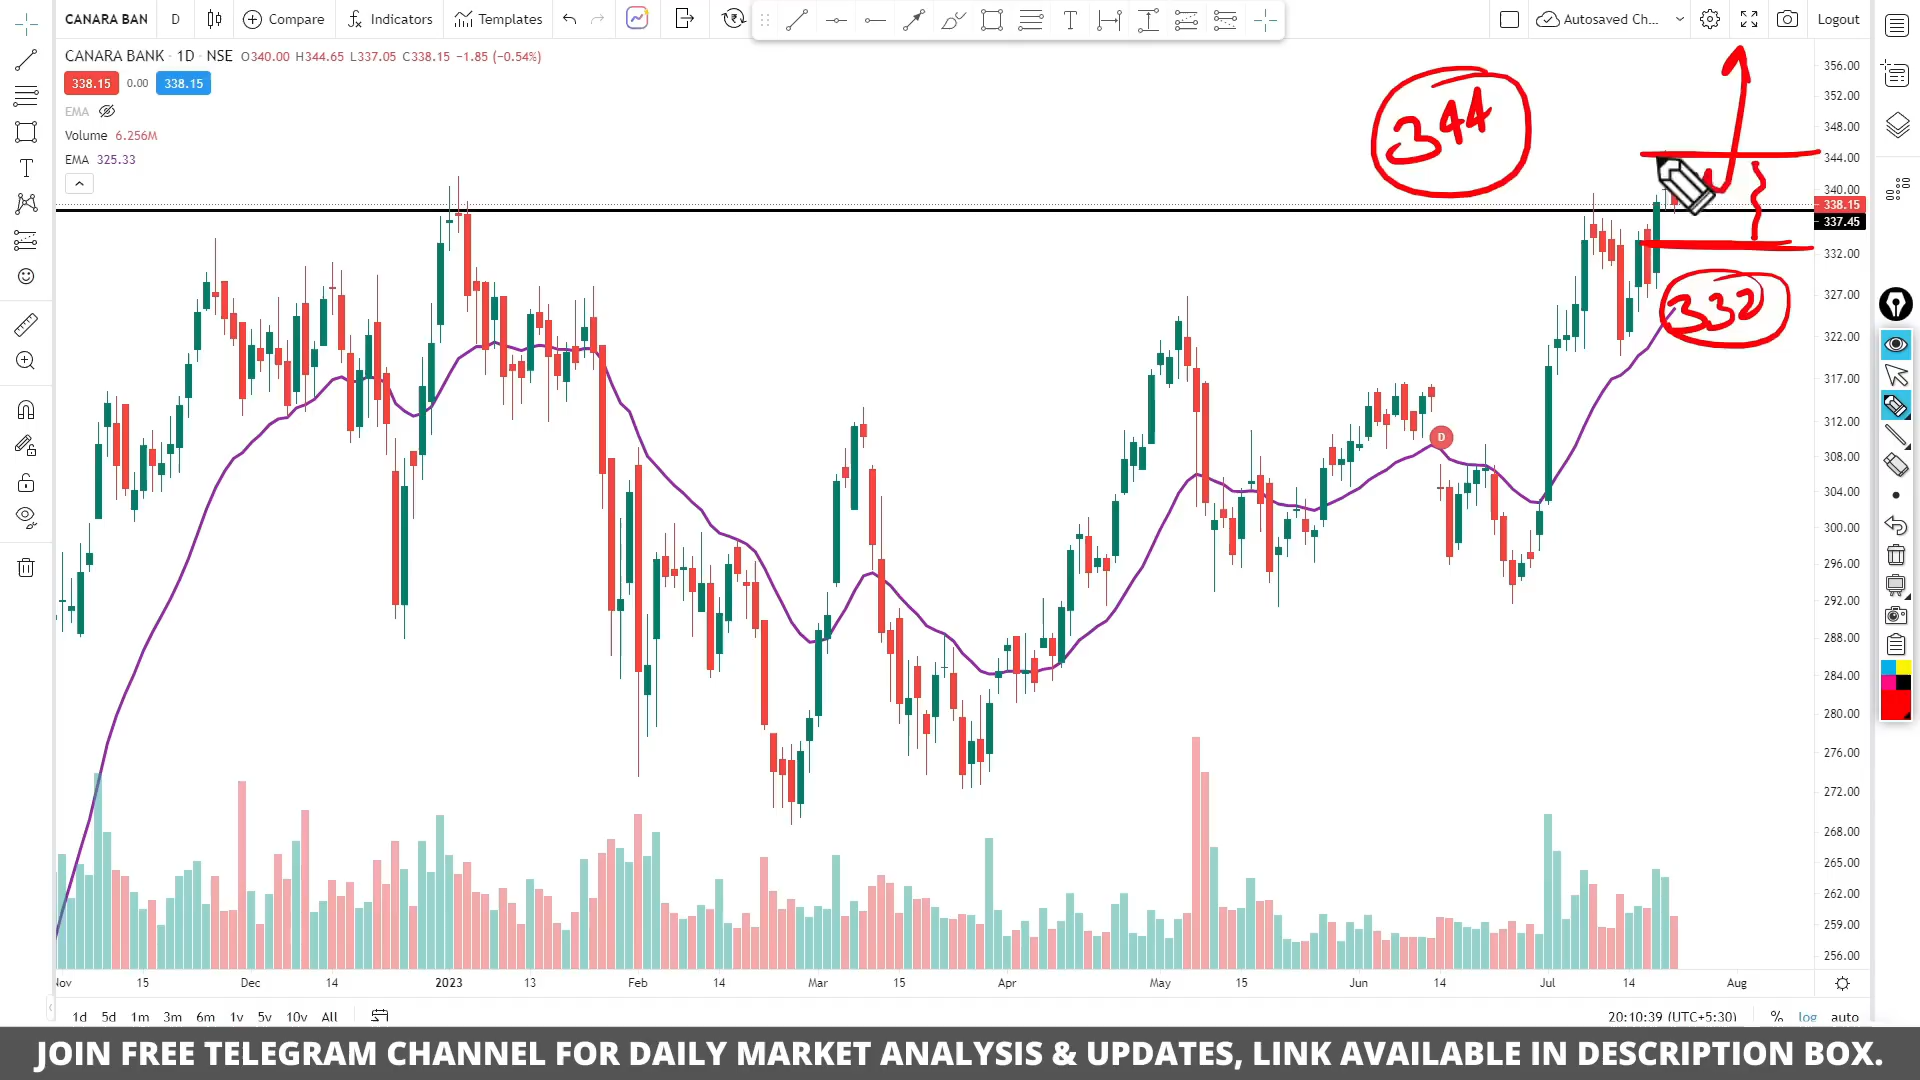 CANARA BAN D Compare Indicators Templates Autosaved Ch... Logout
CANARA BANK · 1D · NSE O340.00 H344.65 L337.05 C338.15 −1.85 (−0.54%)
338.15 0.00 338.15
EMA
Volume 6.256M
EMA 325.33
344
332
D
356.00
352.00
348.00
344.00
340.00
338.15
337.45
332.00
327.00
322.00
317.00
312.00
308.00
304.00
300.00
296.00
292.00
288.00
284.00
280.00
276.00
272.00
268.00
265.00
262.00
259.00
256.00
Nov 15 Dec 14 2023 13 Feb 14 Mar 15 Apr May 15 Jun 14 Jul 14 Aug
1d 5d 1m 3m 6m 1y 5y 10y All 20:10:39 (UTC+5:30) % log auto
JOIN FREE TELEGRAM CHANNEL FOR DAILY MARKET ANALYSIS & UPDATES, LINK AVAILABLE IN DESCRIPTION BOX.